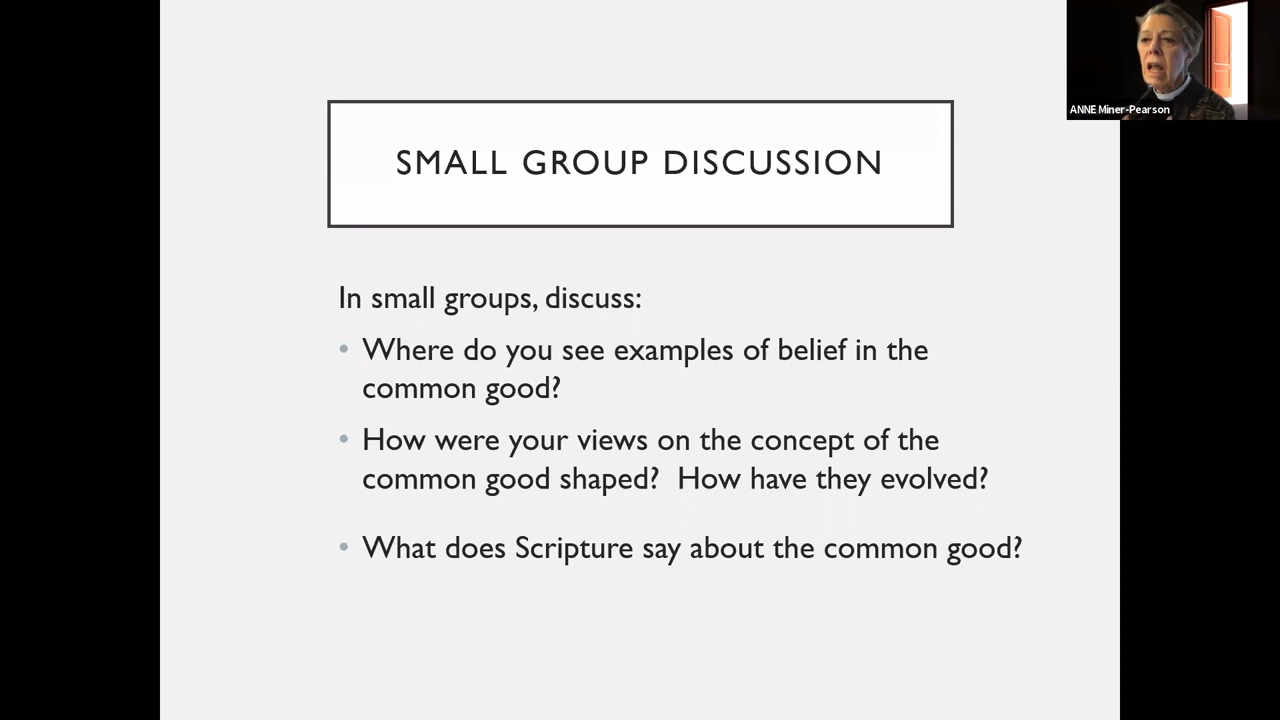 ANNE Miner-Pearson
SMALL GROUP DISCUSSION
In small groups, discuss:
• Where do you see examples of belief in the
common good?
• How were your views on the concept of the
common good shaped?  How have they evolved?
• What does Scripture say about the common good?